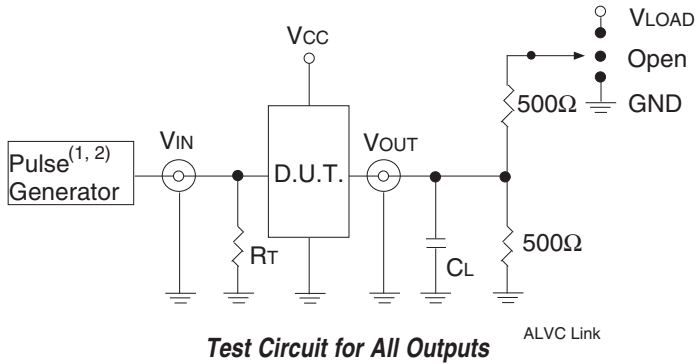 VLOAD
VCC
Open
500Ω
GND
VIN
VOUT
Pulse(1, 2)
Generator
D.U.T.
500Ω
RT
CL
ALVC Link
Test Circuit for All Outputs